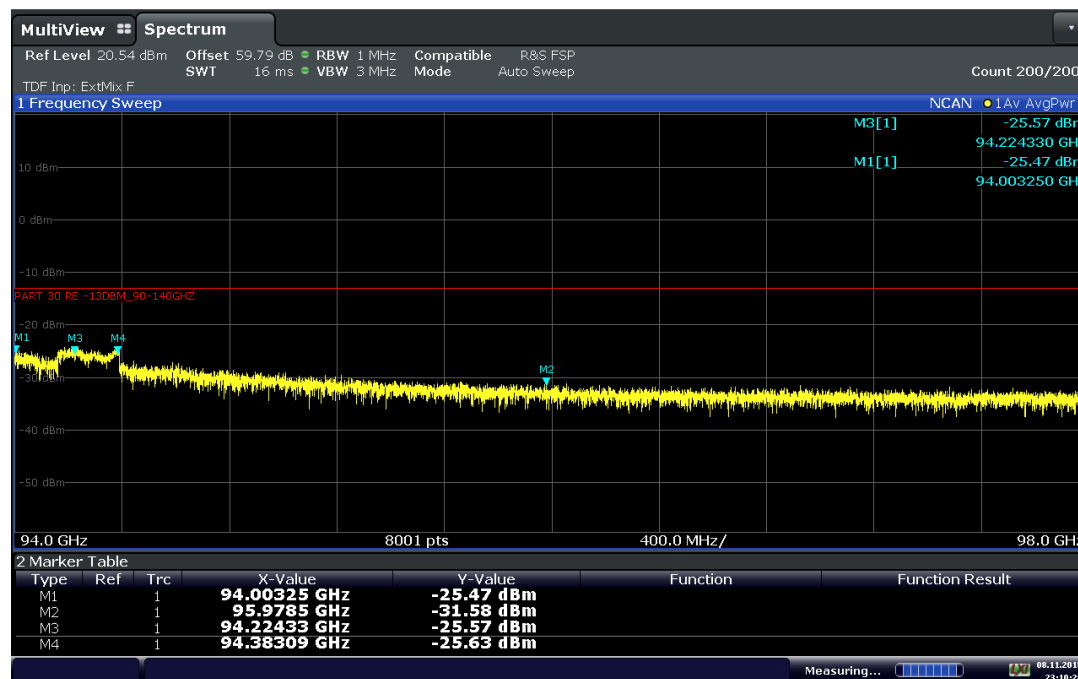 MultiView Spectrum
Ref Level 20.54 dBm Offset 59.79 dB RBW 1 MHz Compatible R&S FSP
SWT 16 ms VBW 3 MHz Mode Auto Sweep Count 200/200
TDF Inp: ExtMix F
1 Frequency Sweep NCAN 1Av AvgPwr
M3[1] -25.57 dBm
94.224330 GH
M1[1] -25.47 dBm
94.003250 GH
10 dBm
0 dBm
-10 dBm
PART 30 RE -13DBM_90-140GHZ
-20 dBm
M1 M3 M4
-30 dBm
M2
-40 dBm
-50 dBm
94.0 GHz 8001 pts 400.0 MHz/ 98.0 GHz
2 Marker Table
Type Ref Trc X-Value Y-Value Function Function Result
M1 1 94.00325 GHz -25.47 dBm
M2 1 95.9785 GHz -31.58 dBm
M3 1 94.22433 GHz -25.57 dBm
M4 1 94.38309 GHz -25.63 dBm
Measuring... 08.11.201